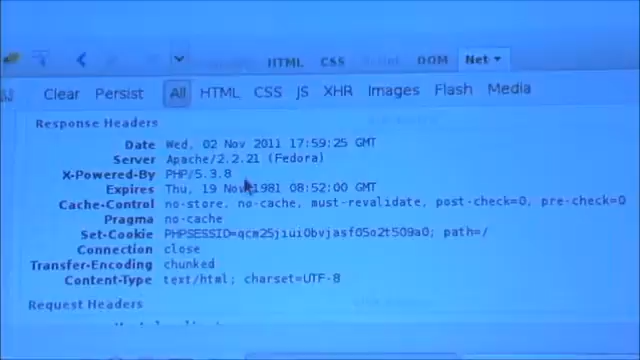 HTML CSS Script DOM Net
Clear Persist All HTML CSS JS XHR Images Flash Media
Response Headers
Date Wed, 02 Nov 2011 17:59:25 GMT
Server Apache/2.2.21 (Fedora)
X-Powered-By PHP/5.3.8
Expires Thu, 19 Nov 1981 08:52:00 GMT
Cache-Control no-store, no-cache, must-revalidate, post-check=0, pre-check=0
Pragma no-cache
Set-Cookie PHPSESSID=qcm25jiui0bvjasf05o2t509a0; path=/
Connection close
Transfer-Encoding chunked
Content-Type text/html; charset=UTF-8
Request Headers